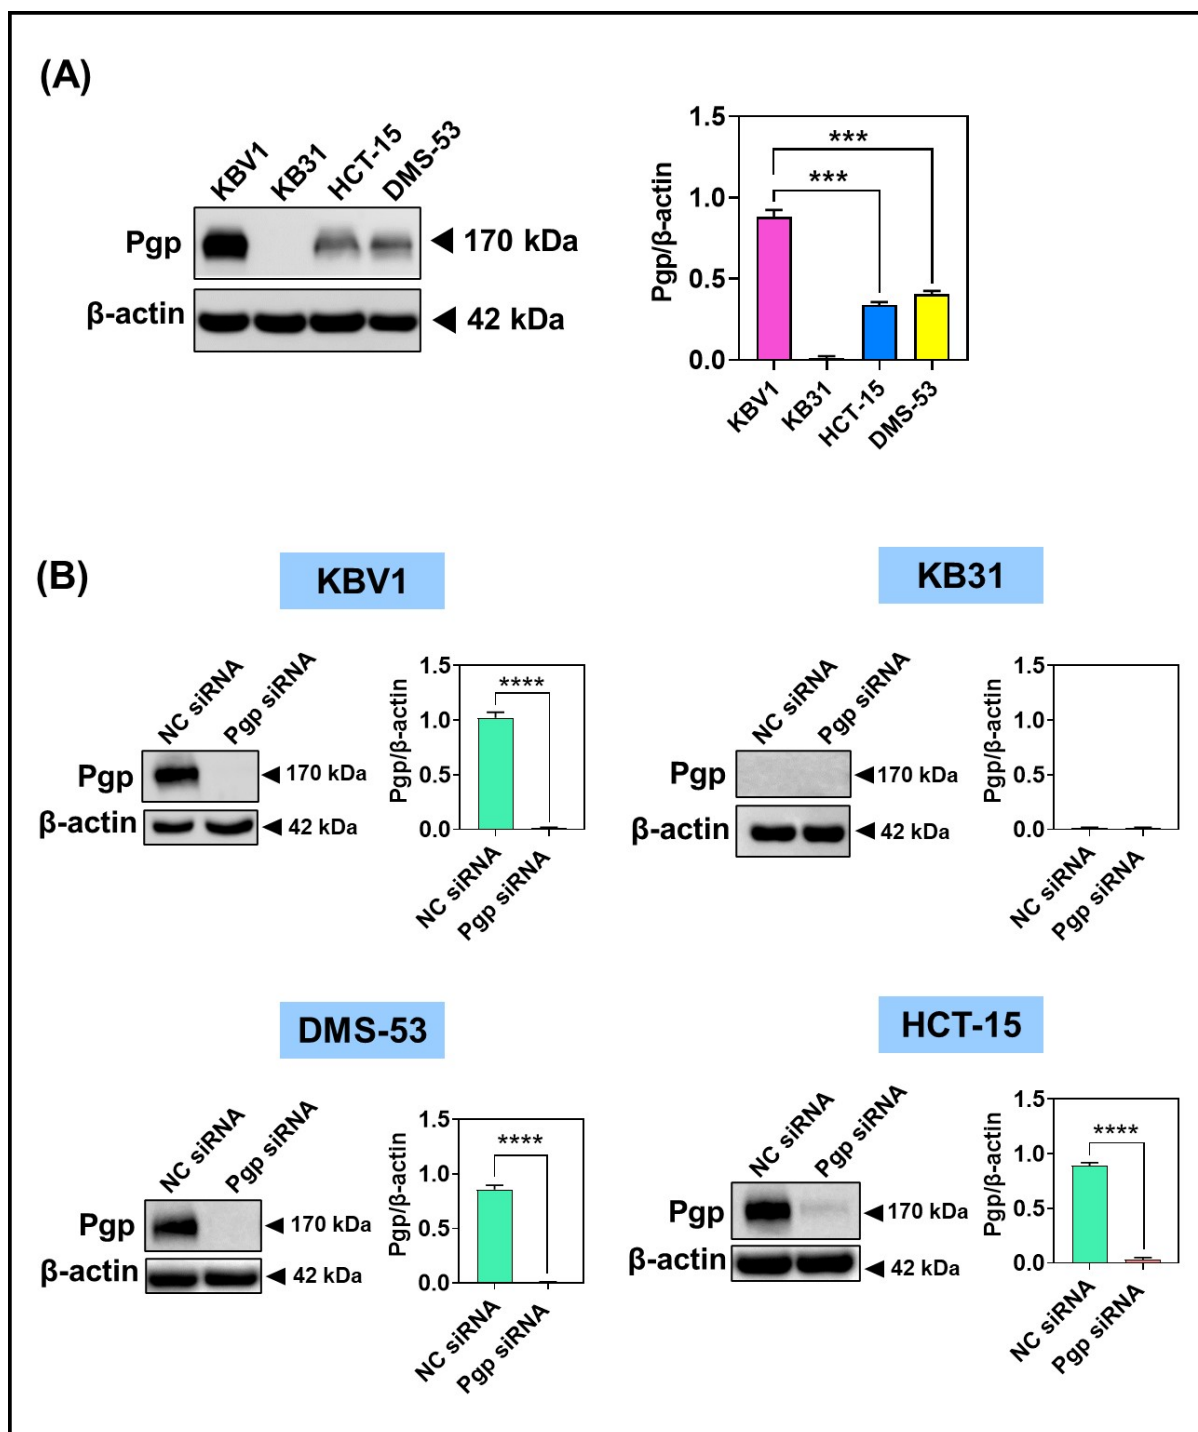 (A)
KBV1 KB31 HCT-15 DMS-53
Pgp ◄ 170 kDa
β-actin ◄ 42 kDa
Pgp/β-actin
1.5
1.0
0.5
0.0
***
***
KBV1 KB31 HCT-15 DMS-53
(B)
KBV1
NC siRNA Pgp siRNA
Pgp ◄ 170 kDa
β-actin ◄ 42 kDa
Pgp/β-actin
1.5
1.0
0.5
0.0
****
NC siRNA Pgp siRNA
KB31
NC siRNA Pgp siRNA
Pgp ◄ 170 kDa
β-actin ◄ 42 kDa
Pgp/β-actin
1.5
1.0
0.5
0.0
NC siRNA Pgp siRNA
DMS-53
NC siRNA Pgp siRNA
Pgp ◄ 170 kDa
β-actin ◄ 42 kDa
Pgp/β-actin
1.5
1.0
0.5
0.0
****
NC siRNA Pgp siRNA
HCT-15
NC siRNA Pgp siRNA
Pgp ◄ 170 kDa
β-actin ◄ 42 kDa
Pgp/β-actin
1.5
1.0
0.5
0.0
****
NC siRNA Pgp siRNA